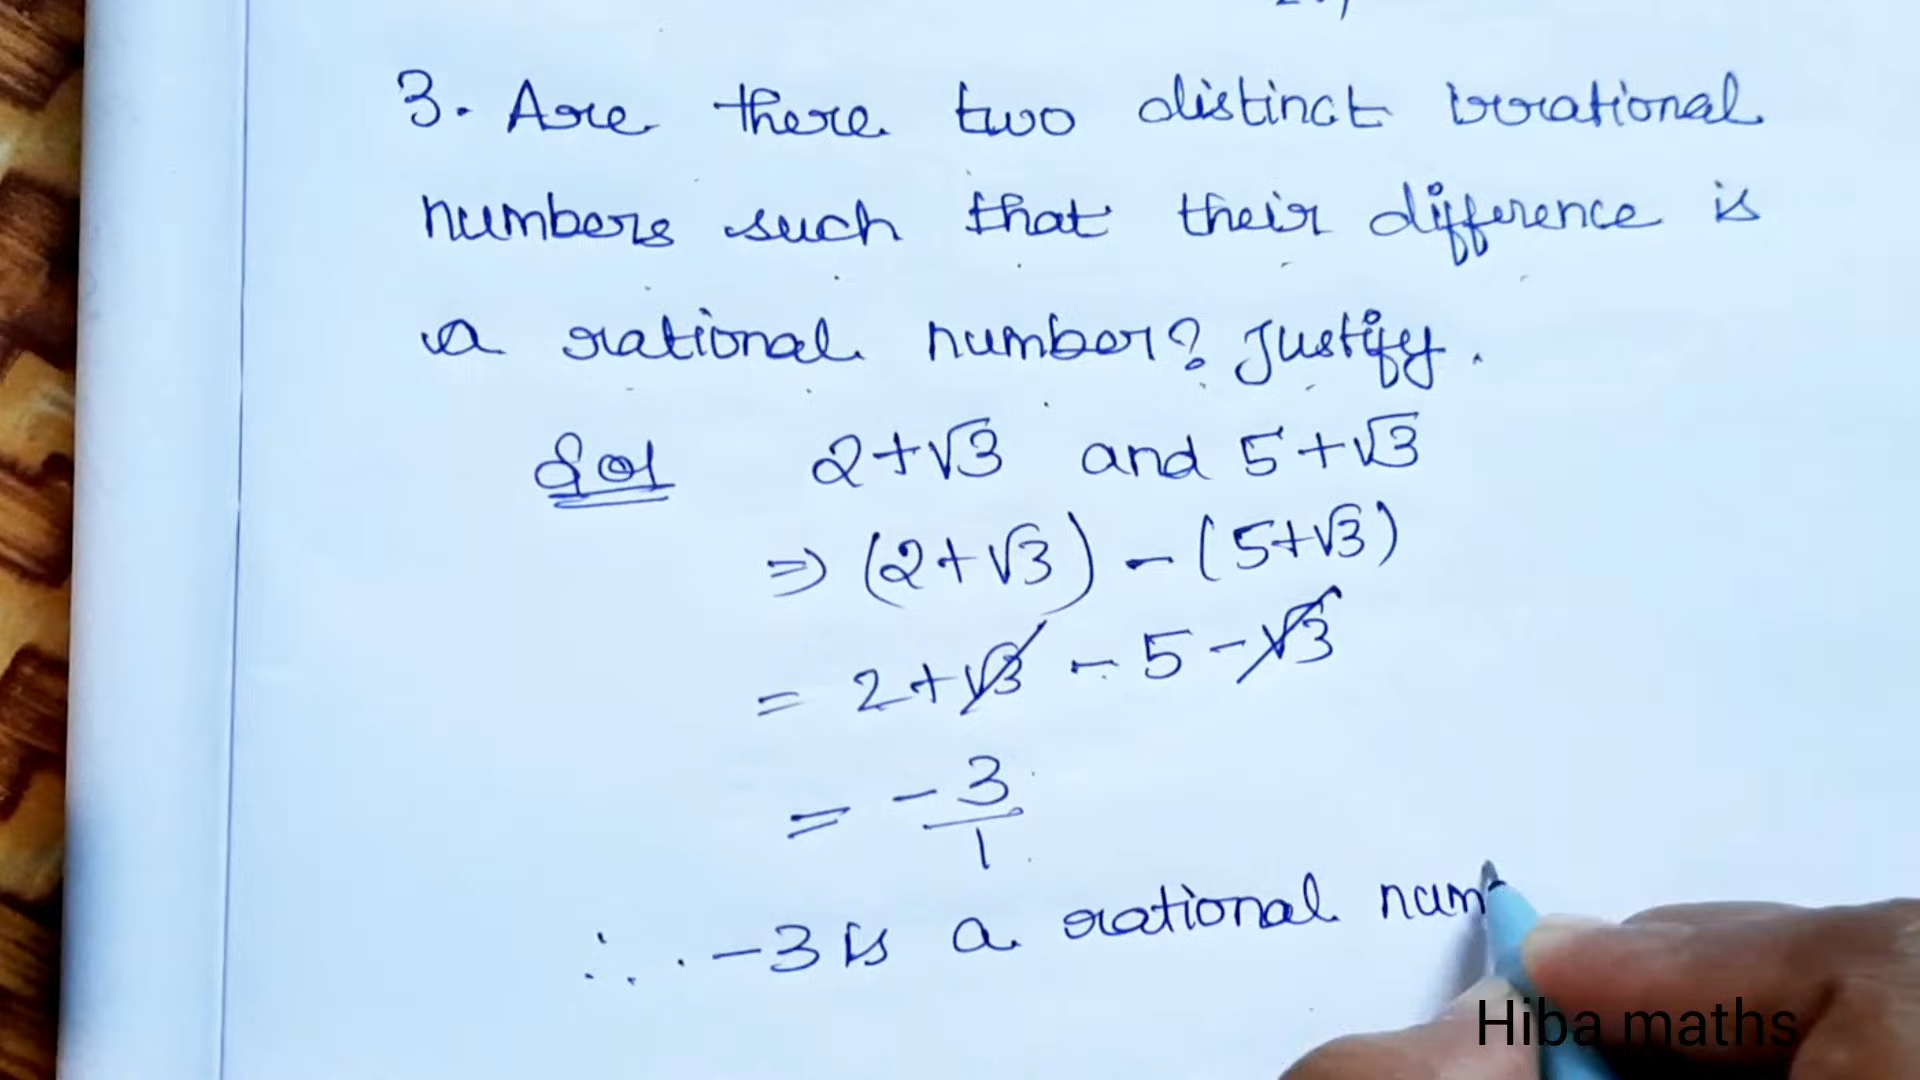 3. Are there two distinct irrational
numbers such that their difference is
a rational number? Justify.
Sol 2+√3 and 5+√3
⇒ (2+√3) - (5+√3)
= 2+√3 - 5 - √3
= -3/1
∴ -3 is a rational num
Hiba maths